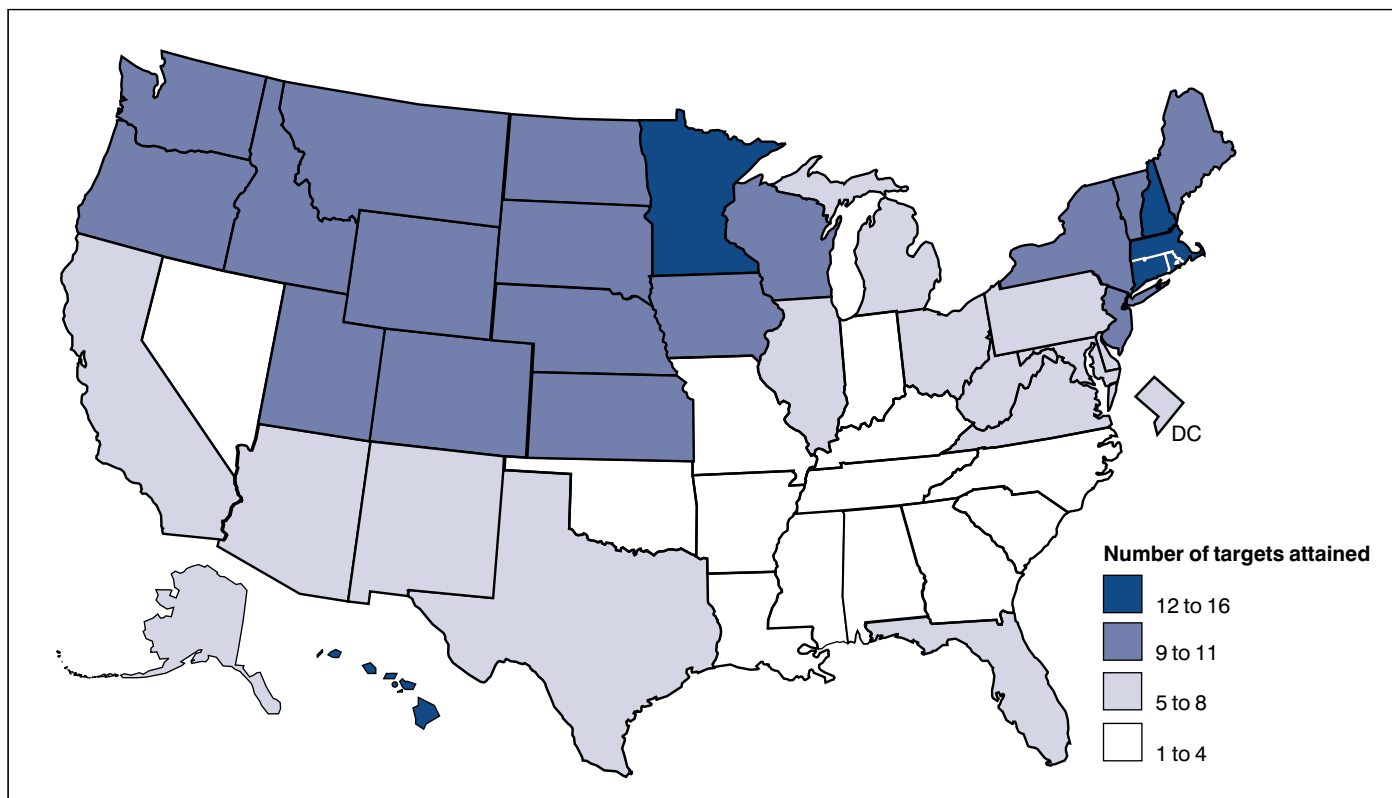 DC
Number of targets attained
12 to 16
9 to 11
5 to 8
1 to 4